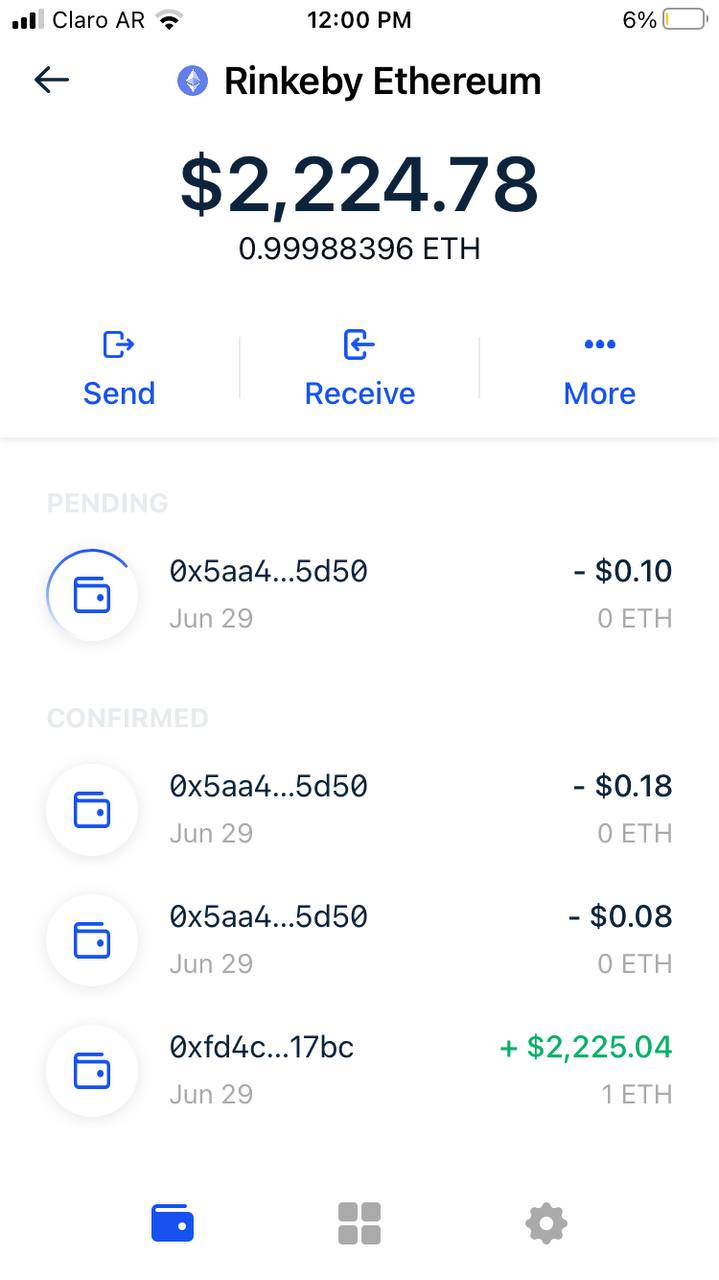 Claro AR 12:00 PM 6%
Rinkeby Ethereum
$2,224.78
0.99988396 ETH
Send Receive More
PENDING
0x5aa4...5d50 - $0.10
Jun 29 0 ETH
CONFIRMED
0x5aa4...5d50 - $0.18
Jun 29 0 ETH
0x5aa4...5d50 - $0.08
Jun 29 0 ETH
0xfd4c...17bc + $2,225.04
Jun 29 1 ETH